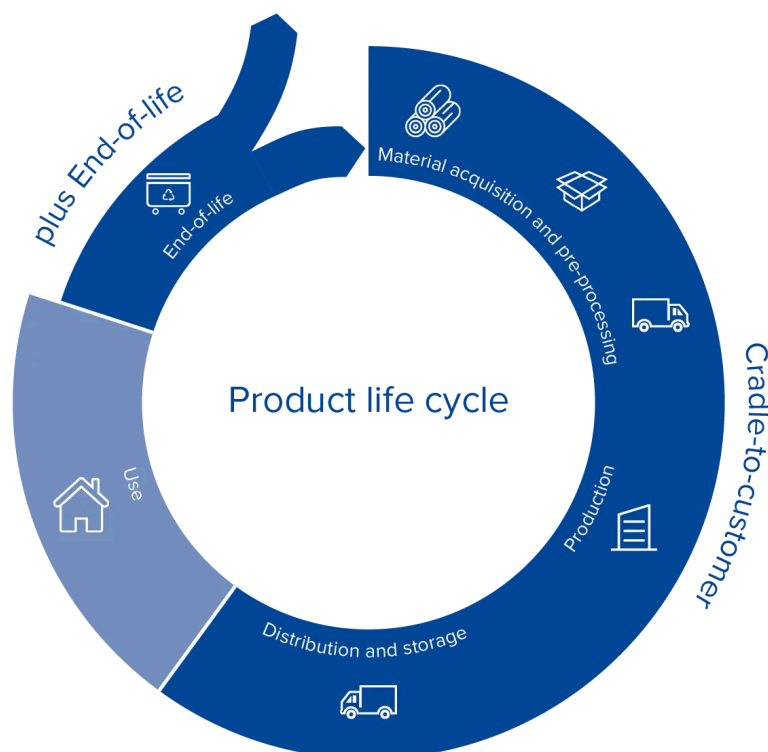 Product life cycle
Material acquisition and pre-processing
Production
Distribution and storage
Use
End-of-life
Cradle-to-customer
plus End-of-life